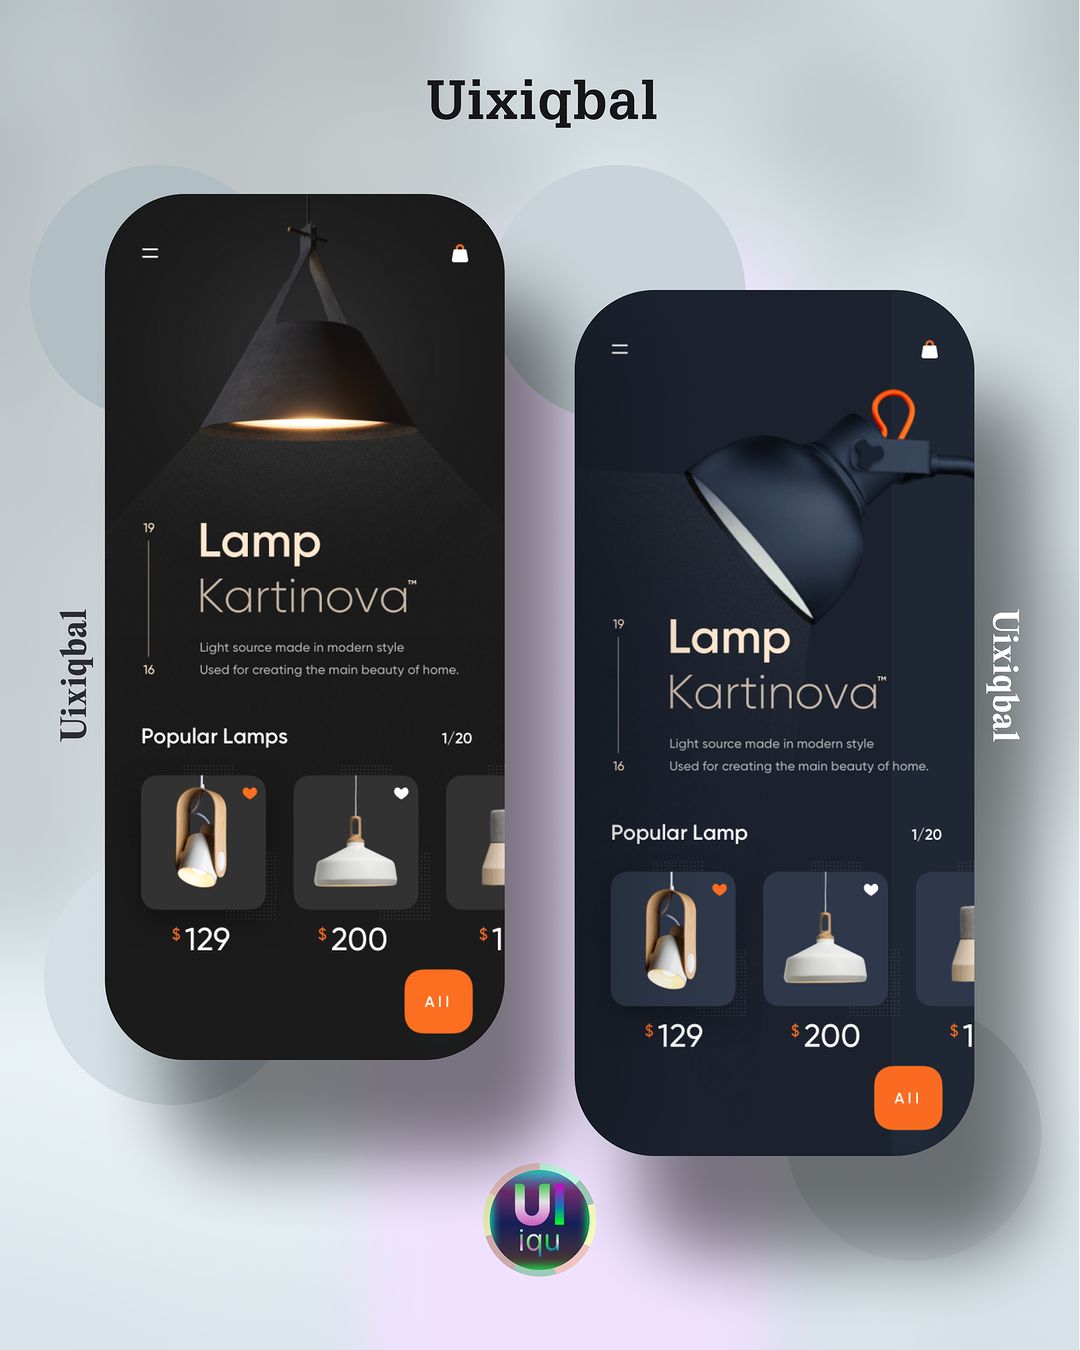 Uixiqbal
Uixiqbal
19
16
Lamp
Kartinova™
Light source made in modern style
Used for creating the main beauty of home.
Popular Lamps
1/20
$129
$200
$1
All
19
16
Lamp
Kartinova™
Light source made in modern style
Used for creating the main beauty of home.
Popular Lamp
1/20
$129
$200
$1
All
Uixiqbal
UI
iqu